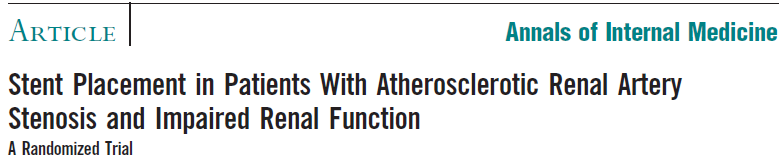 ARTICLE Annals of Internal Medicine
Stent Placement in Patients With Atherosclerotic Renal Artery
Stenosis and Impaired Renal Function
A Randomized Trial